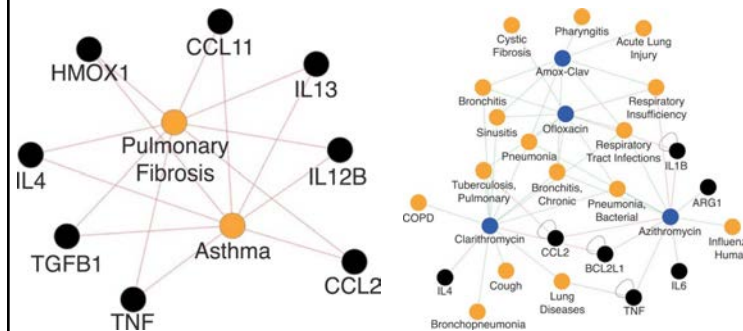 CCL11
HMOX1
IL13
Pulmonary
Fibrosis
IL4
IL12B
Asthma
TGFB1
CCL2
TNF
Cystic
Fibrosis
Pharyngitis
Acute Lung
Injury
Amox-Clav
Bronchitis
Respiratory
Insufficiency
Ofloxacin
Sinusitis
Respiratory
Tract Infections
Pneumonia
IL1B
Tuberculosis,
Pulmonary
Bronchitis,
Chronic
Pneumonia,
Bacterial
ARG1
COPD
Clarithromycin
Azithromycin
Influenz
Human
CCL2
BCL2L1
IL4
Cough
Lung
Diseases
TNF
IL6
Bronchopneumonia